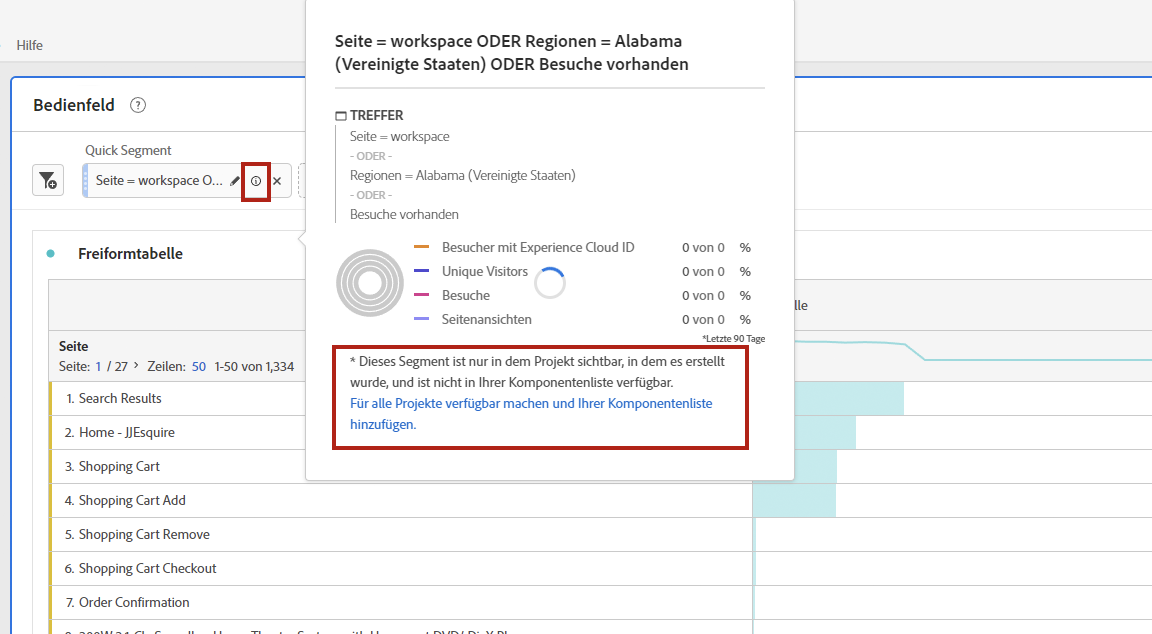 Hilfe
Seite = workspace ODER Regionen = Alabama
(Vereinigte Staaten) ODER Besuche vorhanden
Bedienfeld ?
TREFFER
Seite = workspace
- ODER -
Regionen = Alabama (Vereinigte Staaten)
- ODER -
Besuche vorhanden
Quick Segment
Seite = workspace O...
Besucher mit Experience Cloud ID 0 von 0 %
Unique Visitors 0 von 0 %
Besuche 0 von 0 %
Seitenansichten 0 von 0 %
*Letzte 90 Tage
* Dieses Segment ist nur in dem Projekt sichtbar, in dem es erstellt
wurde, und ist nicht in Ihrer Komponentenliste verfügbar.
Für alle Projekte verfügbar machen und Ihrer Komponentenliste
hinzufügen.
Freiformtabelle
lle
Seite
Seite: 1 / 27 > Zeilen: 50 1-50 von 1,334
1. Search Results
2. Home - JJEsquire
3. Shopping Cart
4. Shopping Cart Add
5. Shopping Cart Remove
6. Shopping Cart Checkout
7. Order Confirmation